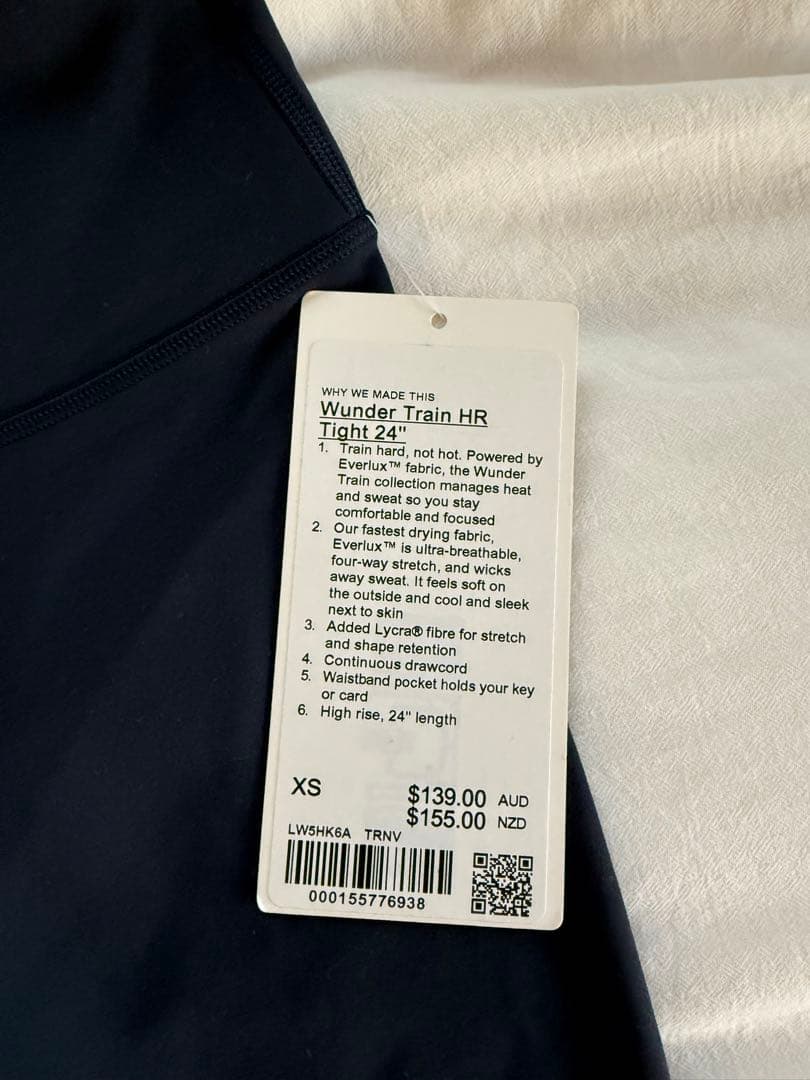 WHY WE MADE THIS
Wunder Train HR
Tight 24"
1. Train hard, not hot. Powered by
Everlux™ fabric, the Wunder
Train collection manages heat
and sweat so you stay
comfortable and focused
2. Our fastest drying fabric,
Everlux™ is ultra-breathable,
four-way stretch, and wicks
away sweat. It feels soft on
the outside and cool and sleek
next to skin
3. Added Lycra® fibre for stretch
and shape retention
4. Continuous drawcord
5. Waistband pocket holds your key
or card
6. High rise, 24" length
XS
$139.00 AUD
$155.00 NZD
LW5HK6A TRNV
000155776938